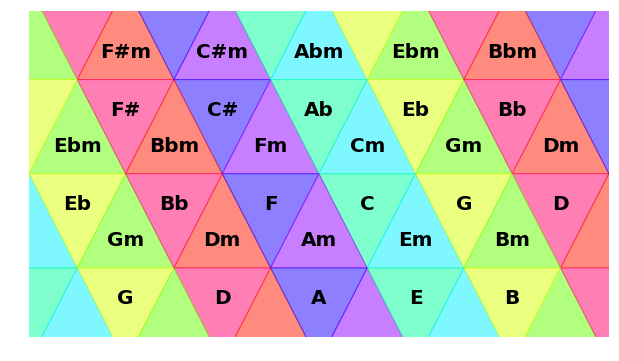 F#m C#m Abm Ebm Bbm
F# C# Ab Eb Bb
Ebm Bbm Fm Cm Gm Dm
Eb Bb F C G D
Gm Dm Am Em Bm
G D A E B